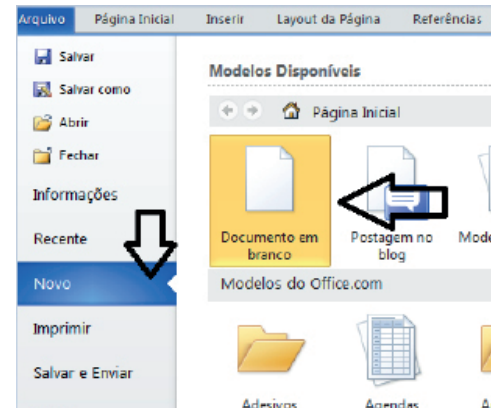 Arquivo Página Inicial Inserir Layout da Página Referências
Salvar
Salvar como
Abrir
Fechar
Informações
Recente
Novo
Imprimir
Salvar e Enviar
Modelos Disponíveis
Página Inicial
Documento em
branco
Postagem no
blog
Modelos do Office.com
Adesivos
Agendas